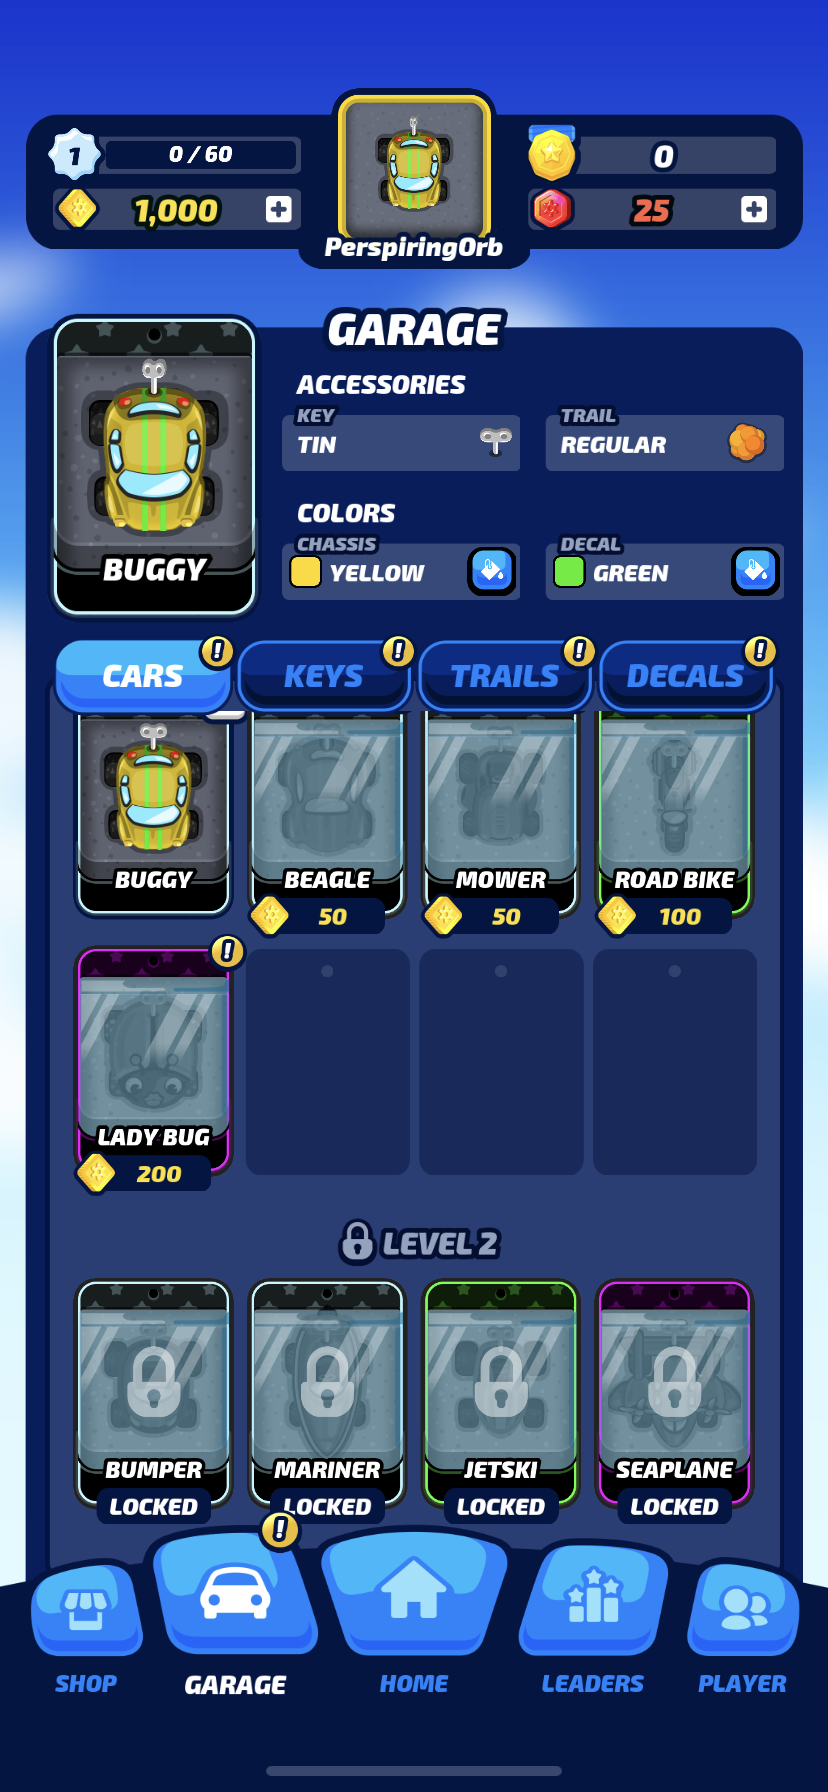 1
0 / 60
0
1,000
25
PerspiringOrb
GARAGE
ACCESSORIES
KEY
TIN
TRAIL
REGULAR
COLORS
CHASSIS
YELLOW
DECAL
GREEN
BUGGY
CARS
!
KEYS
!
TRAILS
!
DECALS
!
BUGGY
BEAGLE
MOWER
ROAD BIKE
50
50
100
!
LADY BUG
200
LEVEL 2
BUMPER
MARINER
JETSKI
SEAPLANE
LOCKED
LOCKED
LOCKED
LOCKED
!
SHOP
GARAGE
HOME
LEADERS
PLAYER